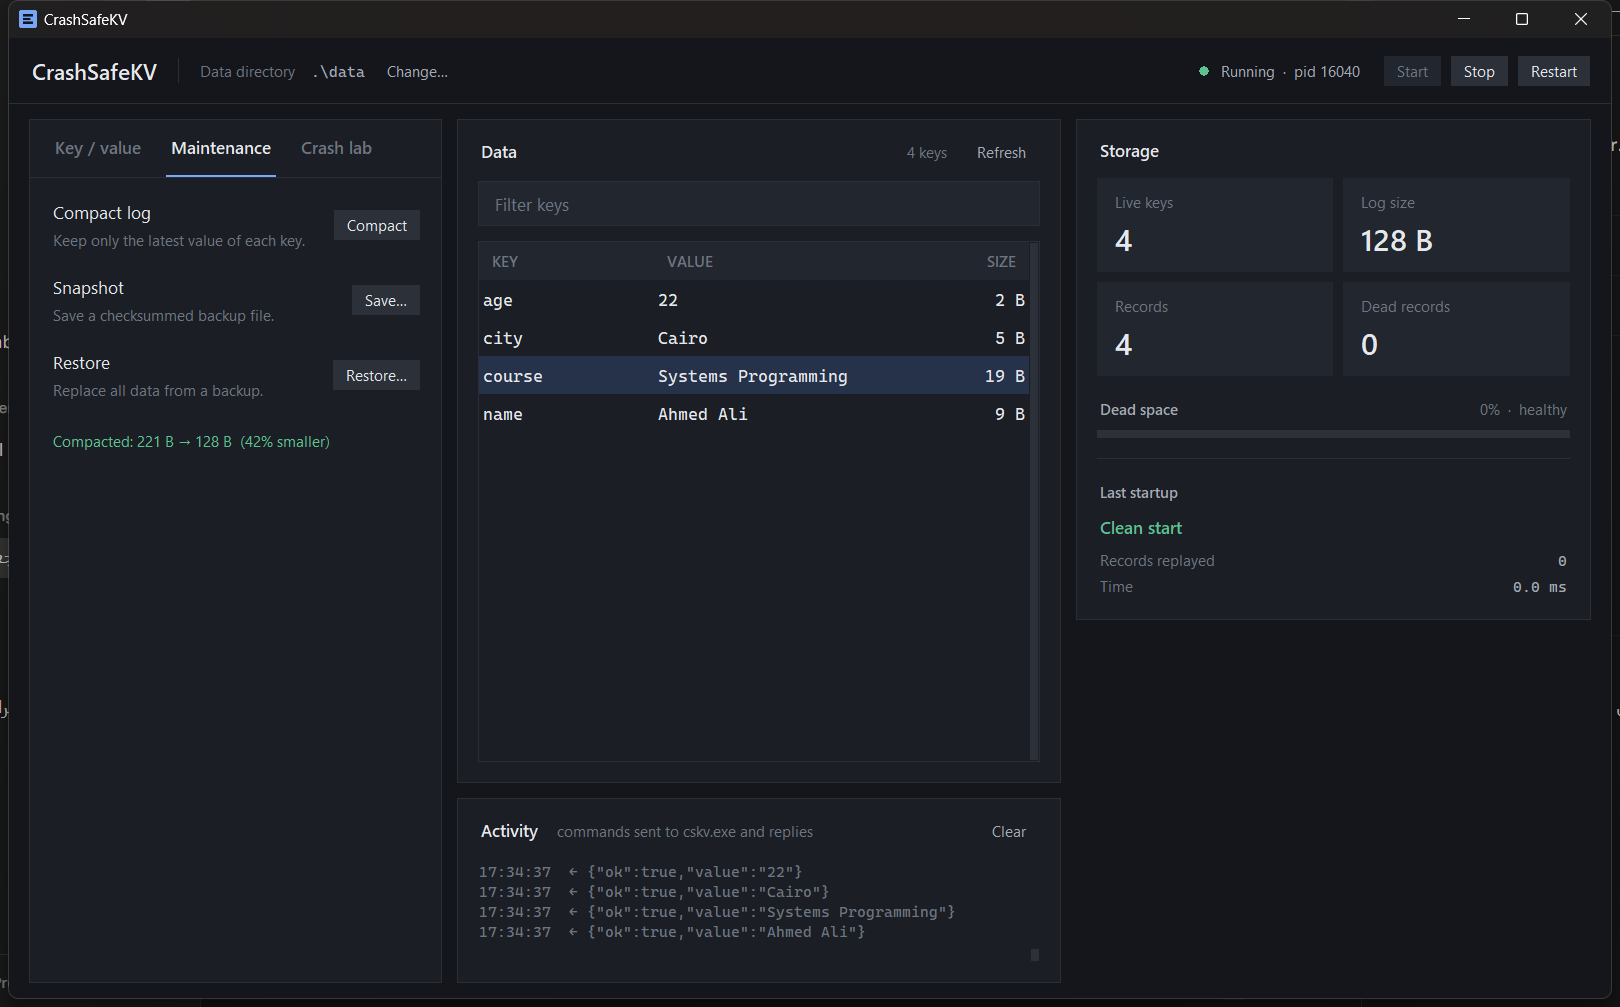 CrashSafeKV
CrashSafeKV
Data directory .\data Change...
Running · pid 16040
Start
Stop
Restart
Key / value
Maintenance
Crash lab
Compact log
Keep only the latest value of each key.
Compact
Snapshot
Save a checksummed backup file.
Save...
Restore
Replace all data from a backup.
Restore...
Compacted: 221 B → 128 B (42% smaller)
Data
4 keys
Refresh
Filter keys
KEY VALUE SIZE
age 22 2 B
city Cairo 5 B
course Systems Programming 19 B
name Ahmed Ali 9 B
Activity commands sent to cskv.exe and replies
Clear
17:34:37 ← {"ok":true,"value":"22"}
17:34:37 ← {"ok":true,"value":"Cairo"}
17:34:37 ← {"ok":true,"value":"Systems Programming"}
17:34:37 ← {"ok":true,"value":"Ahmed Ali"}
Storage
Live keys
4
Log size
128 B
Records
4
Dead records
0
Dead space
0% · healthy
Last startup
Clean start
Records replayed 0
Time 0.0 ms